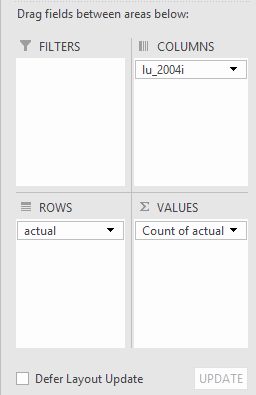 Drag fields between areas below:
FILTERS
COLUMNS
lu_2004i
ROWS
VALUES
actual
Count of actual
Defer Layout Update
UPDATE